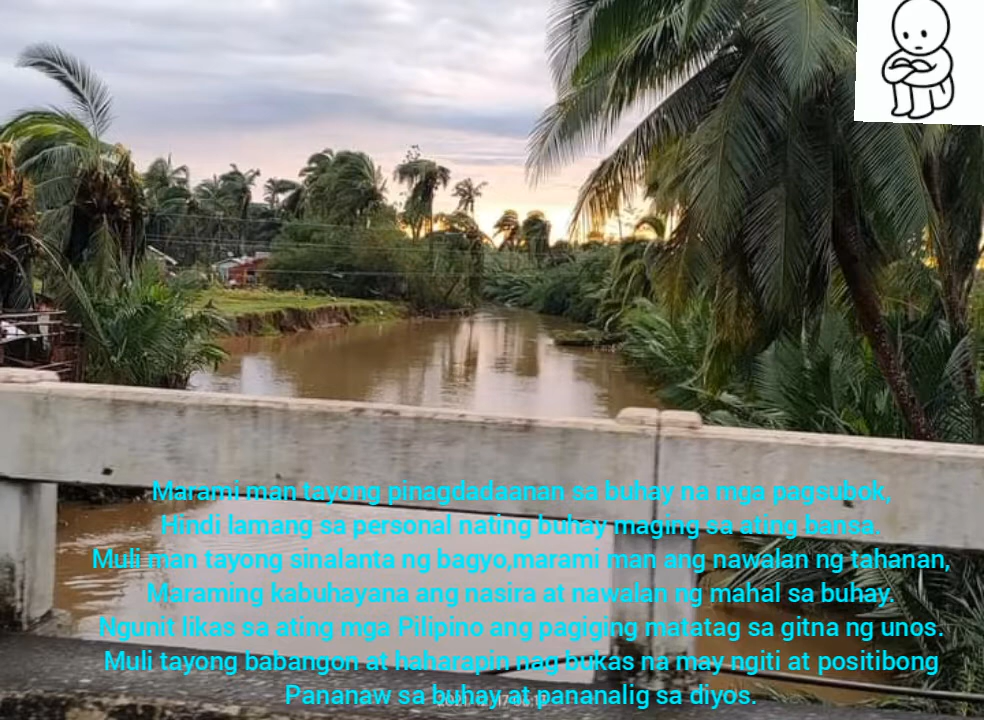 Marami man tayong pinagdadaanan sa buhay na mga pagsubok,
Hindi lamang sa personal nating buhay maging sa ating bansa.
Muli man tayong sinalanta ng bagyo,marami man ang nawalan ng tahanan,
Maraming kabuhayana ang nasira at nawalan ng mahal sa buhay.
Ngunit likas sa ating mga Pilipino ang pagiging matatag sa gitna ng unos.
Muli tayong babangon at haharapin nag bukas na may ngiti at positibong
Pananaw sa buhay at pananalig sa diyos.